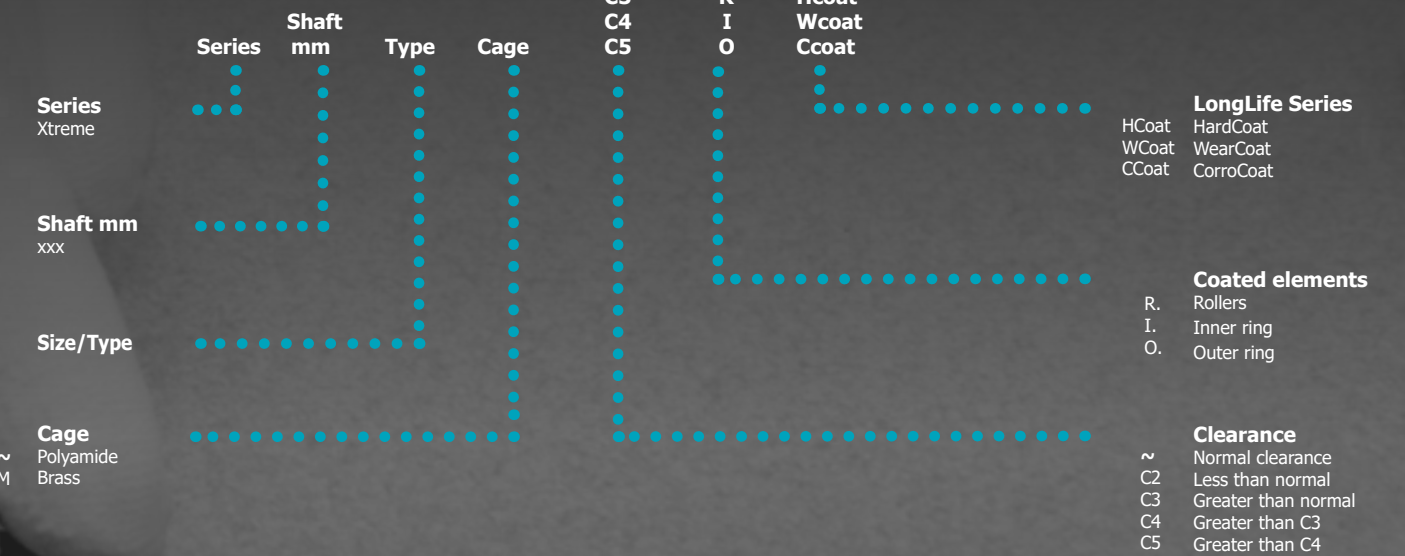 C3 R Hcoat
Shaft C4 I Wcoat
Series mm Type Cage C5 O Ccoat
Series
Xtreme
LongLife Series
HCoat HardCoat
WCoat WearCoat
CCoat CorroCoat
Shaft mm
xxx
Coated elements
R. Rollers
I. Inner ring
O. Outer ring
Size/Type
Cage
~ Polyamide
M Brass
Clearance
~ Normal clearance
C2 Less than normal
C3 Greater than normal
C4 Greater than C3
C5 Greater than C4